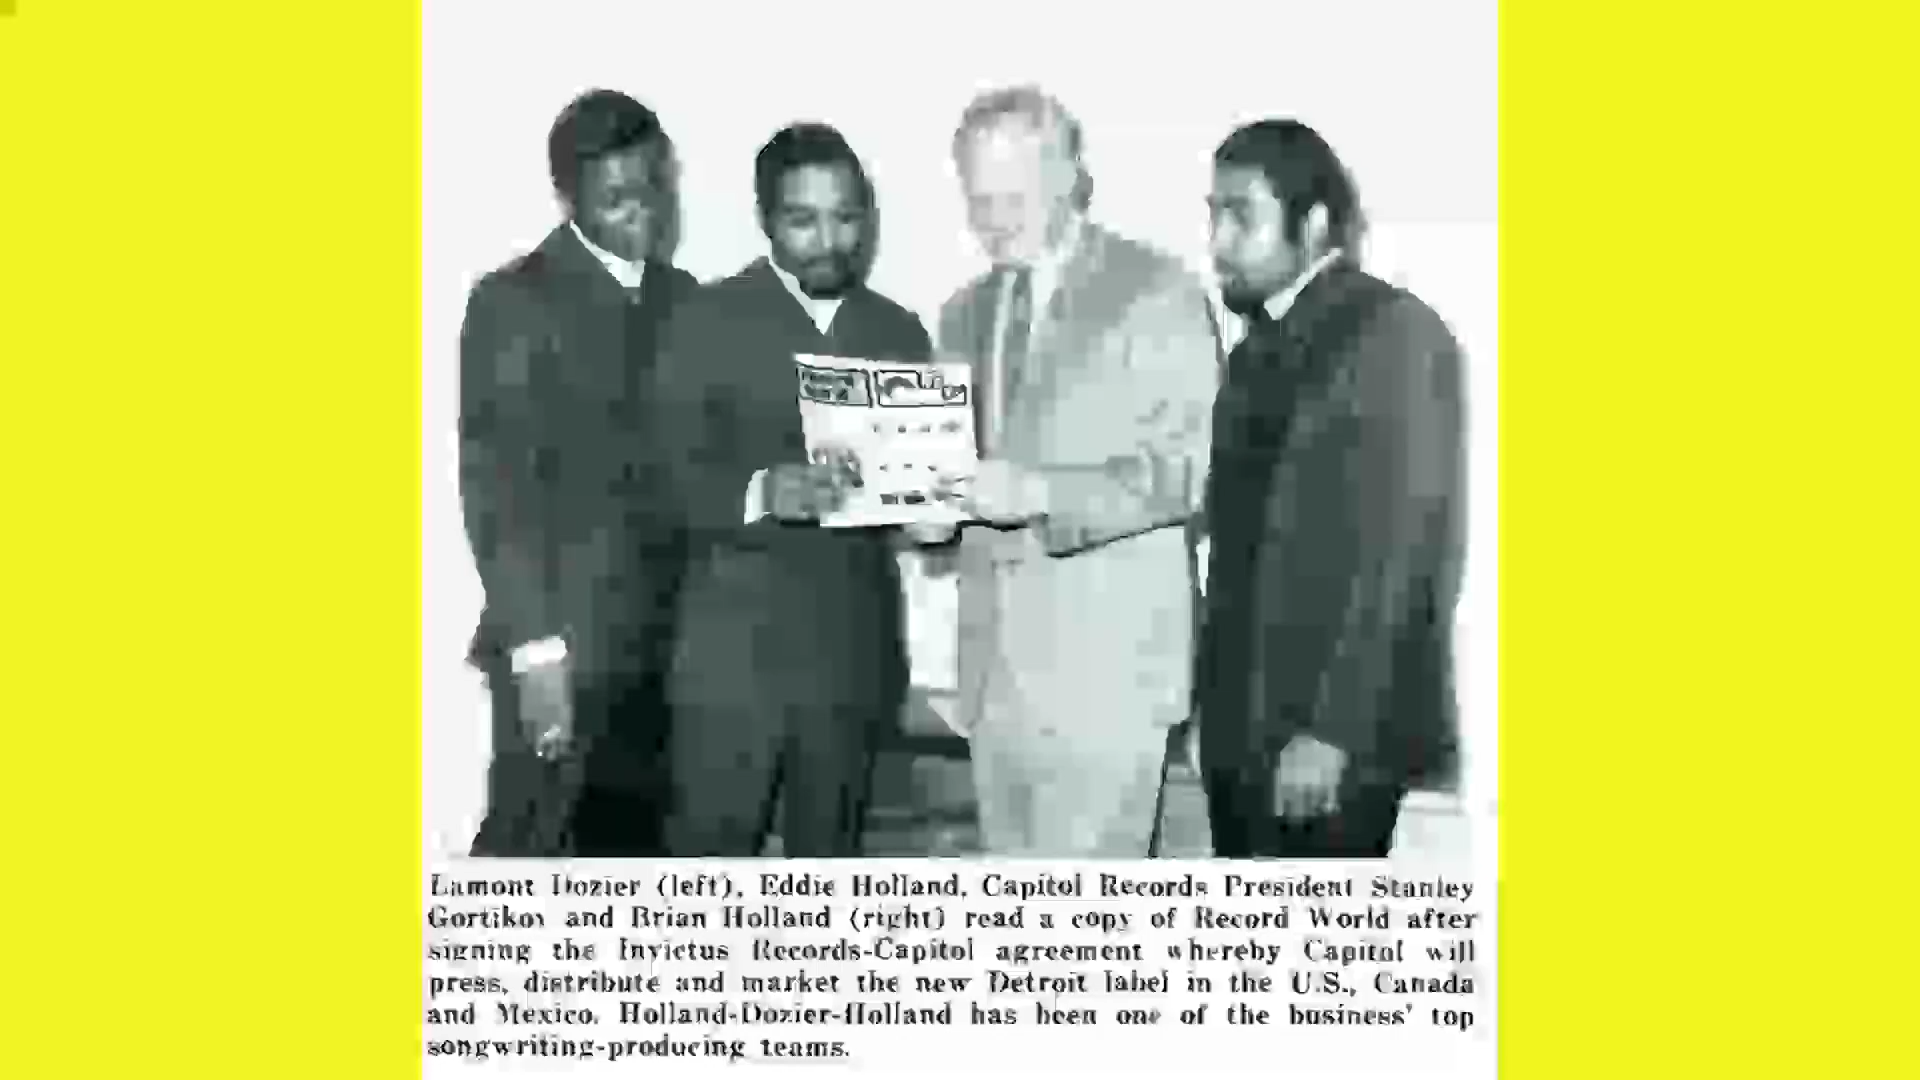 Lamont Dozier (left), Eddie Holland, Capitol Records President Stanley
Gortikov and Brian Holland (right) read a copy of Record World after
signing the Invictus Records-Capitol agreement whereby Capitol will
press, distribute and market the new Detroit label in the U.S., Canada
and Mexico. Holland-Dozier-Holland has been one of the business' top
songwriting-producing teams.